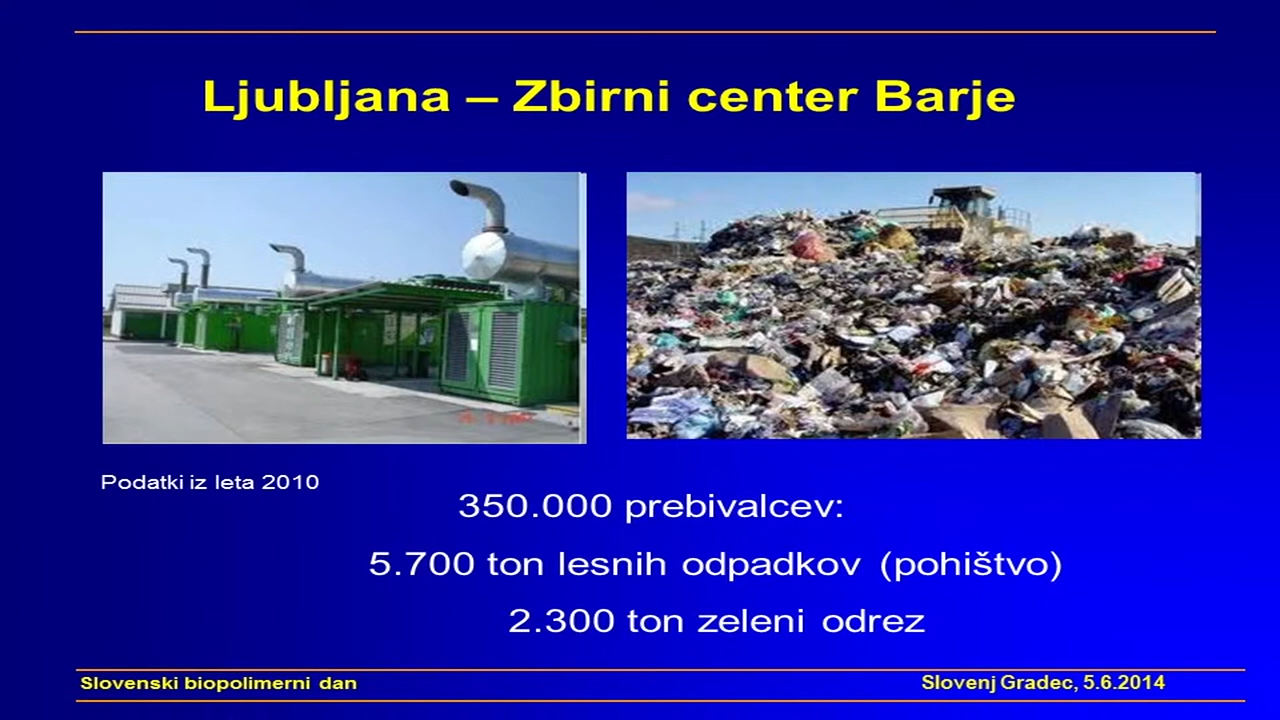 Ljubljana – Zbirni center Barje
Podatki iz leta 2010
350.000 prebivalcev:
5.700 ton lesnih odpadkov (pohištvo)
2.300 ton zeleni odrez
Slovenski biopolimerni dan
Slovenj Gradec, 5.6.2014